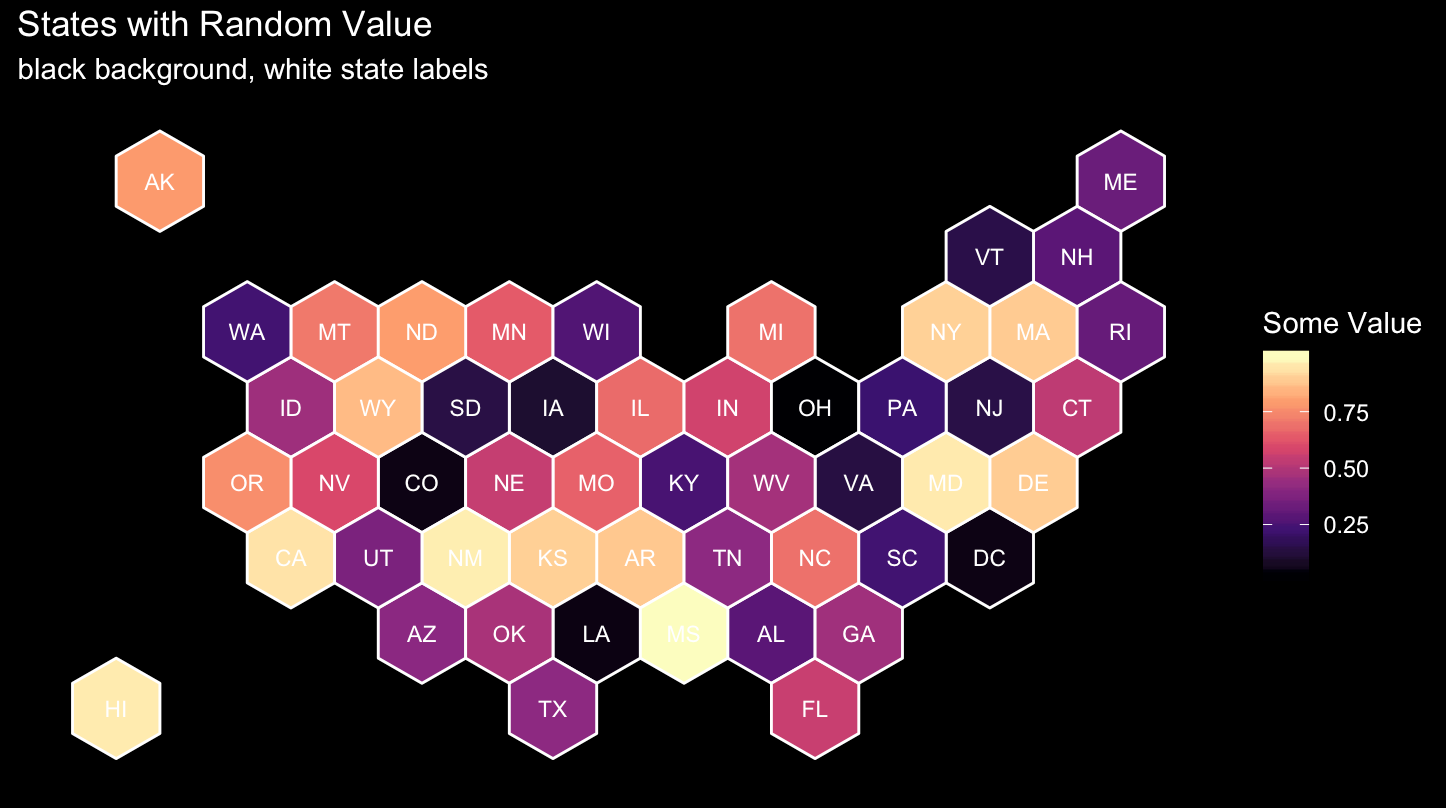 States with Random Value
black background, white state labels
AK
ME
VT NH
WA MT ND MN WI MI NY MA RI
Some Value
ID WY SD IA IL IN OH PA NJ CT
0.75
0.50
OR NV CO NE MO KY WV VA MD DE
0.25
CA UT NM KS AR TN NC SC DC
AZ OK LA MS AL GA
HI TX FL